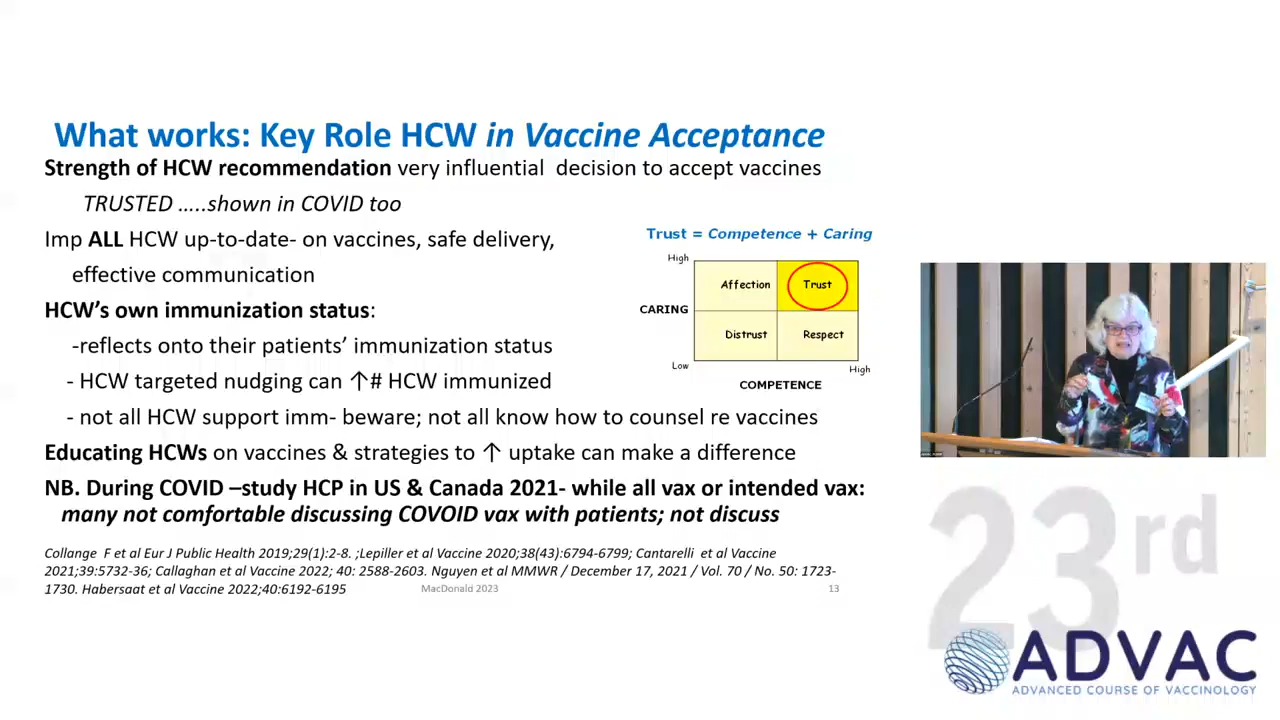 What works: Key Role HCW in Vaccine Acceptance
Strength of HCW recommendation very influential decision to accept vaccines
TRUSTED …..shown in COVID too
Imp ALL HCW up-to-date- on vaccines, safe delivery,
effective communication
HCW’s own immunization status:
-reflects onto their patients’ immunization status
- HCW targeted nudging can ↑# HCW immunized
- not all HCW support imm- beware; not all know how to counsel re vaccines
Educating HCWs on vaccines & strategies to ↑ uptake can make a difference
NB. During COVID –study HCP in US & Canada 2021- while all vax or intended vax:
many not comfortable discussing COVOID vax with patients; not discuss
Collange F et al Eur J Public Health 2019;29(1):2-8. ;Lepiller et al Vaccine 2020;38(43):6794-6799; Cantarelli et al Vaccine
2021;39:5732-36; Callaghan et al Vaccine 2022; 40: 2588-2603. Nguyen et al MMWR / December 17, 2021 / Vol. 70 / No. 50: 1723-
1730. Habersaat et al Vaccine 2022;40:6192-6195
MacDonald 2023
13
Trust = Competence + Caring
High
Affection
Trust
CARING
Distrust
Respect
Low
High
COMPETENCE
23rd
ADVAC
ADVANCED COURSE OF VACCINOLOGY